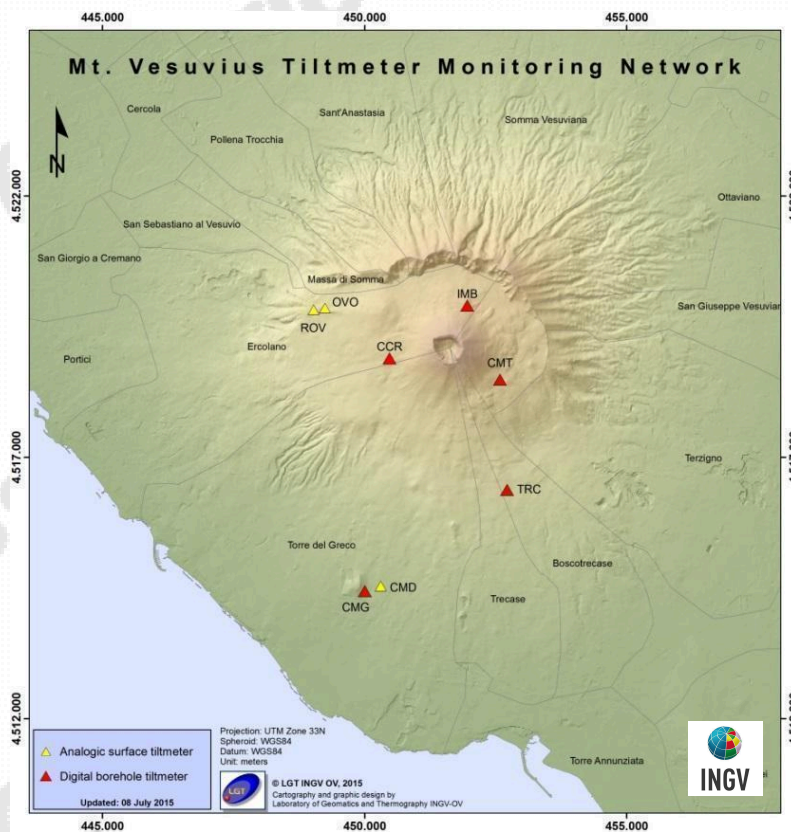 445.000
450.000
455.000
Mt. Vesuvius Tiltmeter Monitoring Network
Cercola
Sant'Anastasia
Somma Vesuviana
Pollena Trocchia
N
4.522.000
Ottaviano
San Sebastiano al Vesuvio
San Giorgio a Cremano
Massa di Somma
IMB
OVO
San Giuseppe Vesuvian
ROV
CCR
Ercolano
Portici
CMT
4.517.000
Terzigno
TRC
Torre del Greco
Boscotrecase
CMD
CMG
Trecase
4.512.000
Analogic surface tiltmeter
Digital borehole tiltmeter
Updated: 08 July 2015
Projection: UTM Zone 33N
Spheroid: WGS84
Datum: WGS84
Unit: meters
LGT
© LGT INGV OV, 2015
Cartography and graphic design by
Laboratory of Geomatics and Thermography INGV-OV
Torre Annunziata
INGV
445.000
450.000
455.000